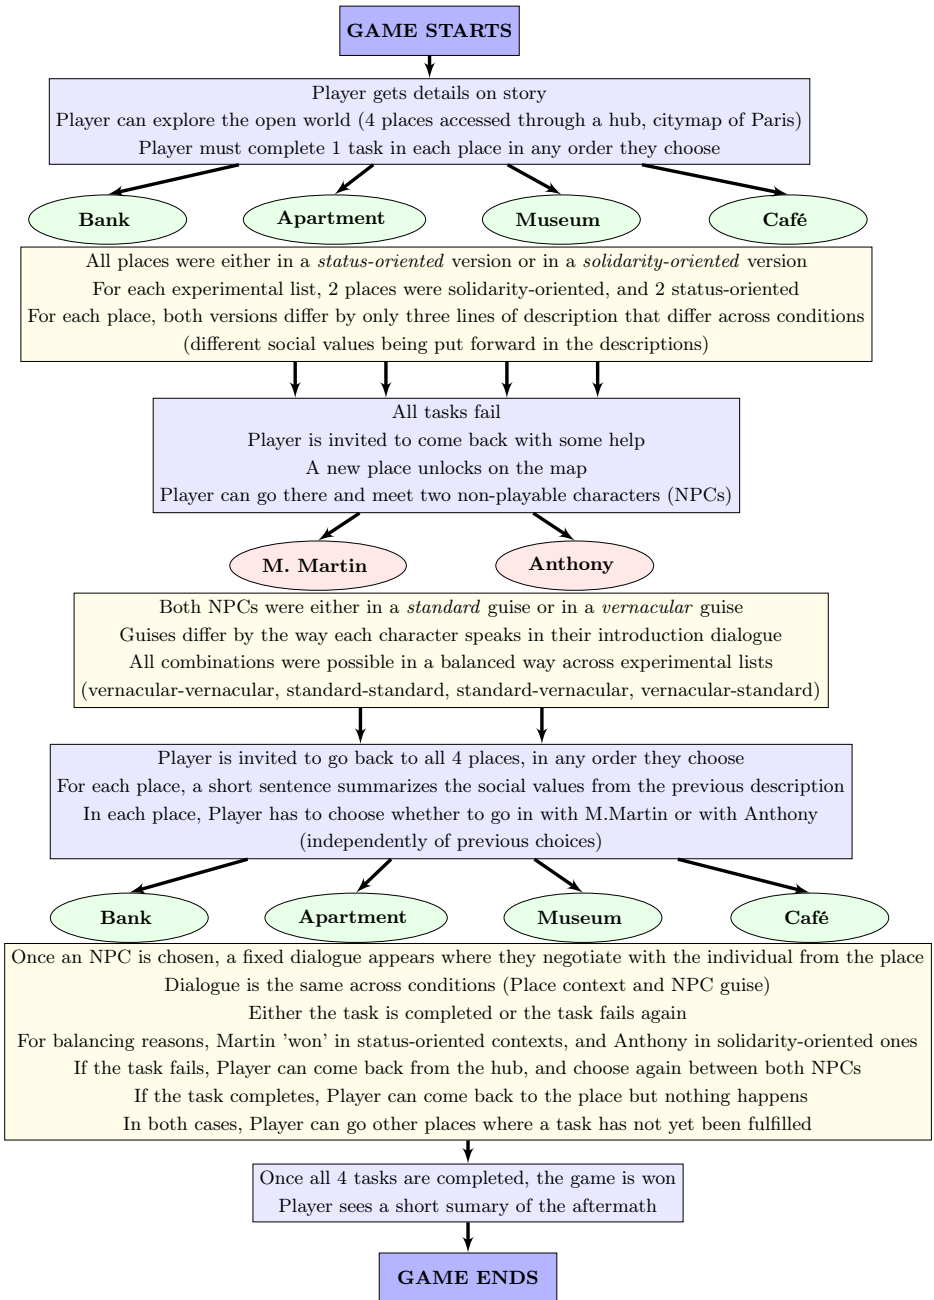 GAME STARTS
Player gets details on story
Player can explore the open world (4 places accessed through a hub, citymap of Paris)
Player must complete 1 task in each place in any order they choose
Bank
Apartment
Museum
Café
All places were either in a status-oriented version or in a solidarity-oriented version
For each experimental list, 2 places were solidarity-oriented, and 2 status-oriented
For each place, both versions differ by only three lines of description that differ across conditions
(different social values being put forward in the descriptions)
All tasks fail
Player is invited to come back with some help
A new place unlocks on the map
Player can go there and meet two non-playable characters (NPCs)
M. Martin
Anthony
Both NPCs were either in a standard guise or in a vernacular guise
Guises differ by the way each character speaks in their introduction dialogue
All combinations were possible in a balanced way across experimental lists
(vernacular-vernacular, standard-standard, standard-vernacular, vernacular-standard)
Player is invited to go back to all 4 places, in any order they choose
For each place, a short sentence summarizes the social values from the previous description
In each place, Player has to choose whether to go in with M.Martin or with Anthony
(independently of previous choices)
Bank
Apartment
Museum
Café
Once an NPC is chosen, a fixed dialogue appears where they negotiate with the individual from the place
Dialogue is the same across conditions (Place context and NPC guise)
Either the task is completed or the task fails again
For balancing reasons, Martin 'won' in status-oriented contexts, and Anthony in solidarity-oriented ones
If the task fails, Player can come back from the hub, and choose again between both NPCs
If the task completes, Player can come back to the place but nothing happens
In both cases, Player can go other places where a task has not yet been fulfilled
Once all 4 tasks are completed, the game is won
Player sees a short sumary of the aftermath
GAME ENDS